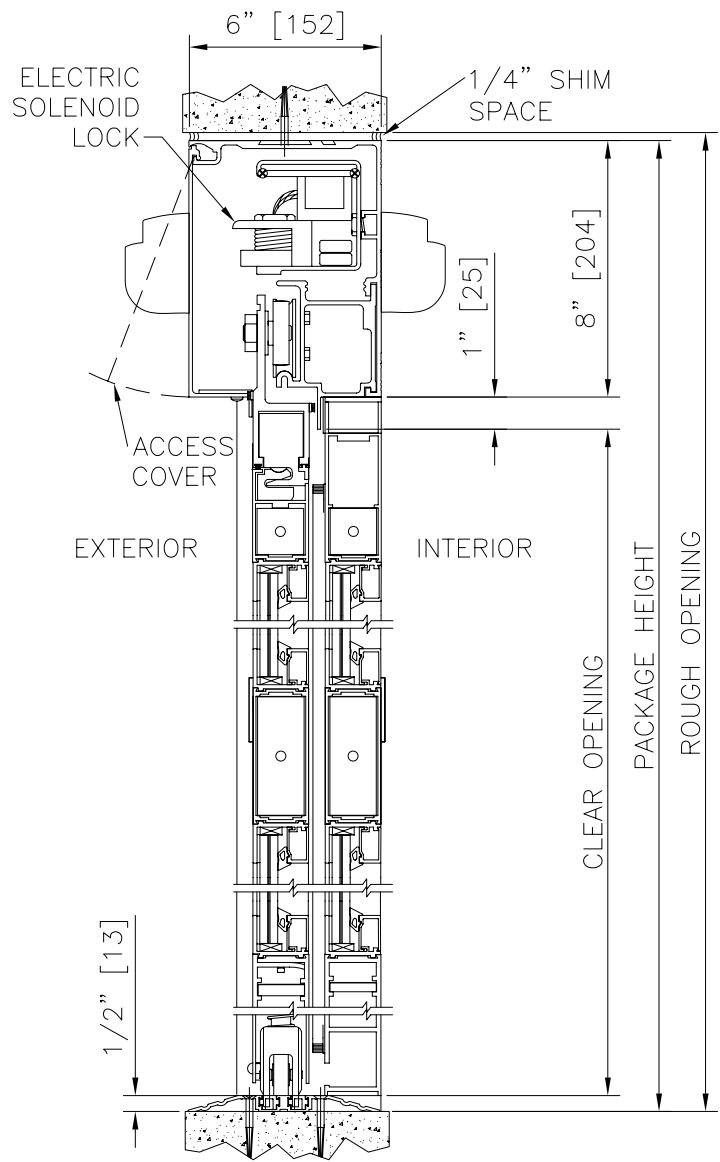 6” [152]
ELECTRIC
SOLENOID
LOCK
1/4” SHIM
SPACE
1” [25]
8” [204]
ACCESS
COVER
EXTERIOR
INTERIOR
CLEAR OPENING
PACKAGE HEIGHT
ROUGH OPENING
1/2” [13]